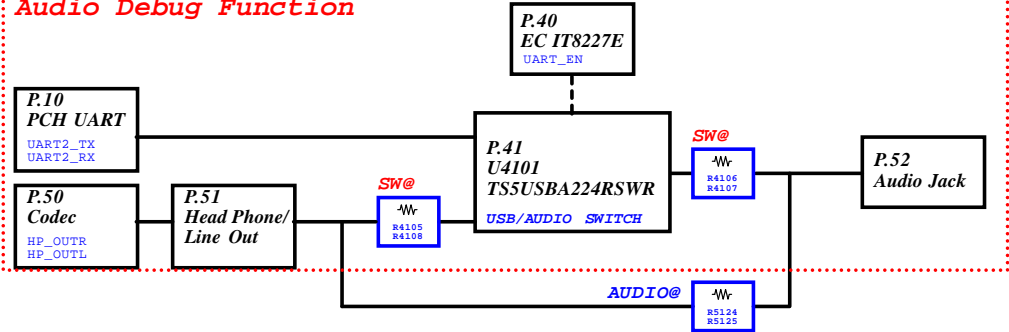 Audio Debug Function
P.40
EC IT8227E
UART_EN
P.10
PCH UART
UART2_TX
UART2_RX
P.41
U4101
TS5USBA224RSWR
USB/AUDIO SWITCH
SW@
R4106
R4107
P.52
Audio Jack
P.50
Codec
HP_OUTR
HP_OUTL
P.51
Head Phone/
Line Out
SW@
R4105
R4108
AUDIO@
R5124
R5125